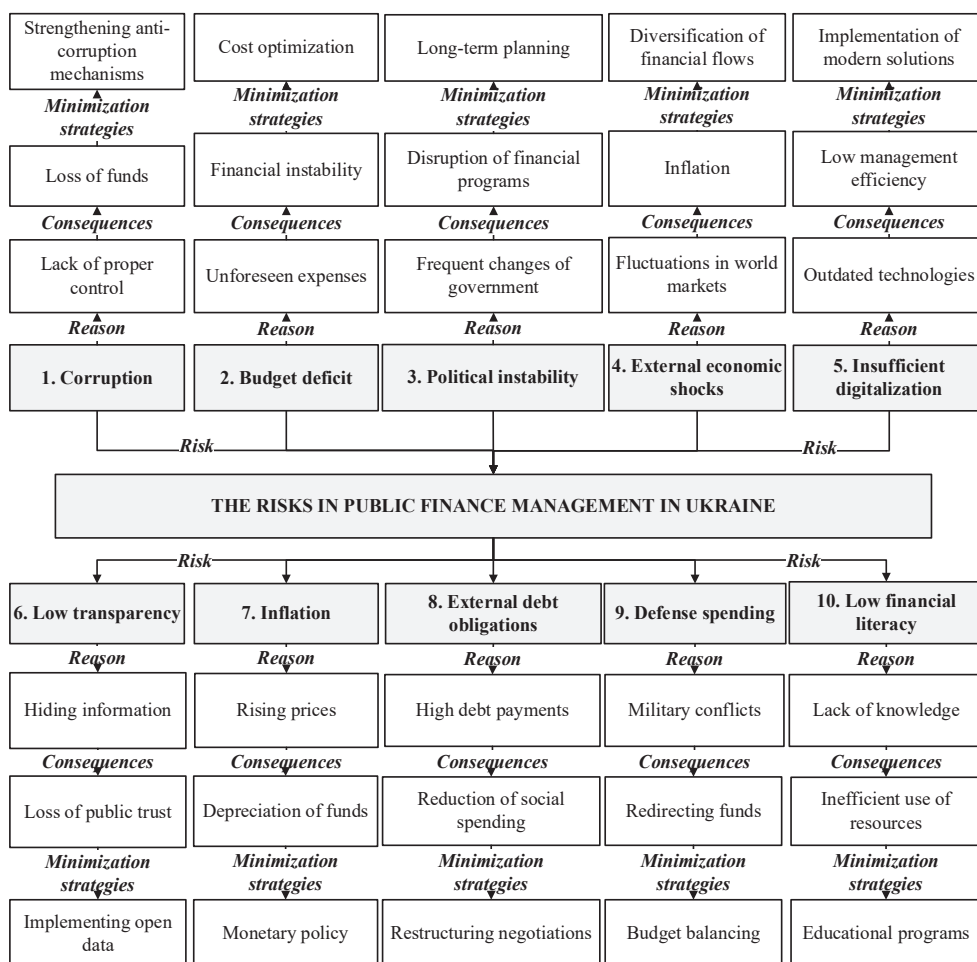 Strengthening anti-
corruption
mechanisms
Cost optimization
Long-term planning
Diversification of
financial flows
Implementation of
modern solutions
Minimization
strategies
Minimization
strategies
Minimization
strategies
Minimization
strategies
Minimization
strategies
Loss of funds
Financial instability
Disruption of financial
programs
Inflation
Low management
efficiency
Consequences
Consequences
Consequences
Consequences
Consequences
Lack of proper
control
Unforeseen expenses
Frequent changes of
government
Fluctuations in world
markets
Outdated technologies
Reason
Reason
Reason
Reason
Reason
1. Corruption
2. Budget deficit
3. Political instability
4. External economic
shocks
5. Insufficient
digitalization
Risk
Risk
THE RISKS IN PUBLIC FINANCE MANAGEMENT IN UKRAINE
Risk
Risk
6. Low transparency
7. Inflation
8. External debt
obligations
9. Defense spending
10. Low financial
literacy
Reason
Reason
Reason
Reason
Reason
Hiding information
Rising prices
High debt payments
Military conflicts
Lack of knowledge
Consequences
Consequences
Consequences
Consequences
Consequences
Loss of public trust
Depreciation of funds
Reduction of social
spending
Redirecting funds
Inefficient use of
resources
Minimization
strategies
Minimization
strategies
Minimization
strategies
Minimization
strategies
Minimization
strategies
Implementing open
data
Monetary policy
Restructuring negotiations
Budget balancing
Educational programs